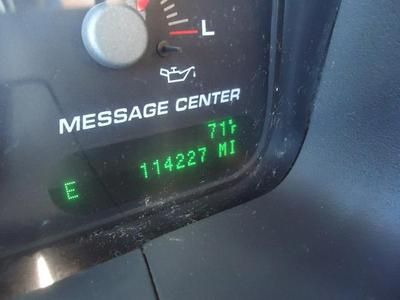 L
MESSAGE CENTER
71°F
E 114227 MI